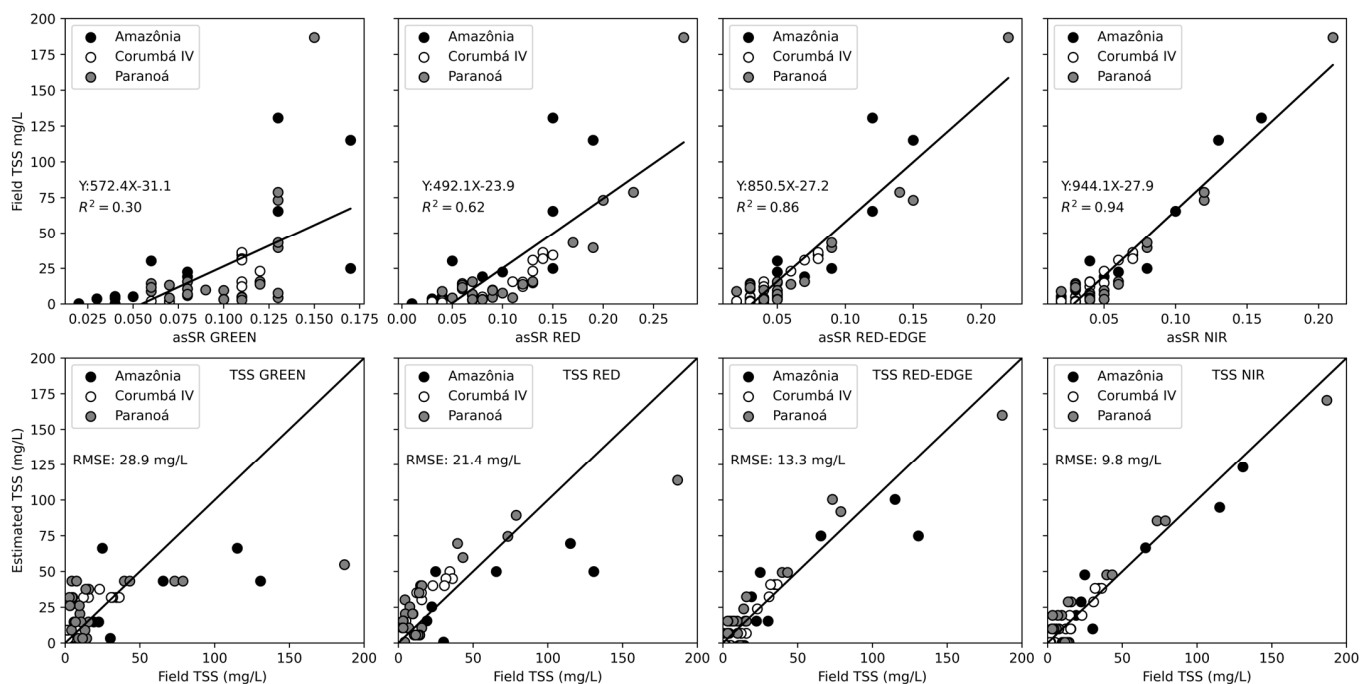 200
175
150
125
100
75
50
25
0
Field TSS mg/L
Amazônia
Corumbá IV
Paranoá
Y:572.4X-31.1
R² = 0.30
0.025 0.050 0.075 0.100 0.125 0.150 0.175
asSR GREEN
Amazônia
Corumbá IV
Paranoá
Y:492.1X-23.9
R² = 0.62
0.00 0.05 0.10 0.15 0.20 0.25
asSR RED
Amazônia
Corumbá IV
Paranoá
Y:850.5X-27.2
R² = 0.86
0.05 0.10 0.15 0.20
asSR RED-EDGE
Amazônia
Corumbá IV
Paranoá
Y:944.1X-27.9
R² = 0.94
0.05 0.10 0.15 0.20
asSR NIR
200
175
150
125
100
75
50
25
0
Estimated TSS (mg/L)
Amazônia
Corumbá IV
Paranoá
TSS GREEN
RMSE: 28.9 mg/L
0 50 100 150 200
Field TSS (mg/L)
Amazônia
Corumbá IV
Paranoá
TSS RED
RMSE: 21.4 mg/L
0 50 100 150 200
Field TSS (mg/L)
Amazônia
Corumbá IV
Paranoá
TSS RED-EDGE
RMSE: 13.3 mg/L
0 50 100 150 200
Field TSS (mg/L)
Amazônia
Corumbá IV
Paranoá
TSS NIR
RMSE: 9.8 mg/L
0 50 100 150 200
Field TSS (mg/L)